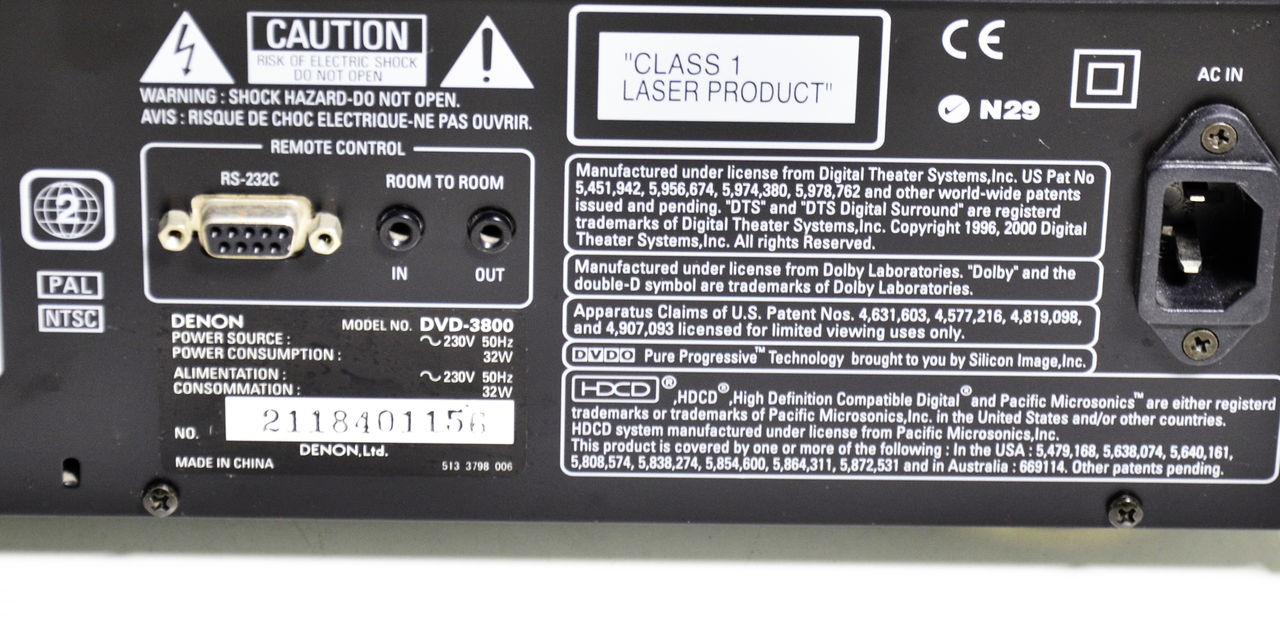 CAUTION
RISK OF ELECTRIC SHOCK
DO NOT OPEN
WARNING : SHOCK HAZARD-DO NOT OPEN.
AVIS : RISQUE DE CHOC ELECTRIQUE-NE PAS OUVRIR.
REMOTE CONTROL
RS-232C
ROOM TO ROOM
IN
OUT
2
PAL
NTSC
DENON
MODEL NO. DVD-3800
POWER SOURCE : 230V 50Hz
POWER CONSUMPTION : 32W
ALIMENTATION : 230V 50Hz
CONSOMMATION : 32W
NO. 2118401156
DENON,Ltd.
MADE IN CHINA
513 3798 006
"CLASS 1
LASER PRODUCT"
CE
N29
AC IN
Manufactured under license from Digital Theater Systems,Inc. US Pat No
5,451,942, 5,956,674, 5,974,380, 5,978,762 and other world-wide patents
issued and pending. "DTS" and "DTS Digital Surround" are registerd
trademarks of Digital Theater Systems,Inc. Copyright 1996, 2000 Digital
Theater Systems,Inc. All rights Reserved.
Manufactured under license from Dolby Laboratories. "Dolby" and the
double-D symbol are trademarks of Dolby Laboratories.
Apparatus Claims of U.S. Patent Nos. 4,631,603, 4,577,216, 4,819,098,
and 4,907,093 licensed for limited viewing uses only.
DVDO Pure Progressive™ Technology brought to you by Silicon Image,Inc.
HDCD®,HDCD®,High Definition Compatible Digital® and Pacific Microsonics™ are either registerd
trademarks or trademarks of Pacific Microsonics,Inc. in the United States and/or other countries.
HDCD system manufactured under license from Pacific Microsonics,Inc.
This product is covered by one or more of the following : In the USA : 5,479,168, 5,638,074, 5,640,161,
5,808,574, 5,838,274, 5,854,600, 5,864,311, 5,872,531 and in Australia : 669114. Other patents pending.